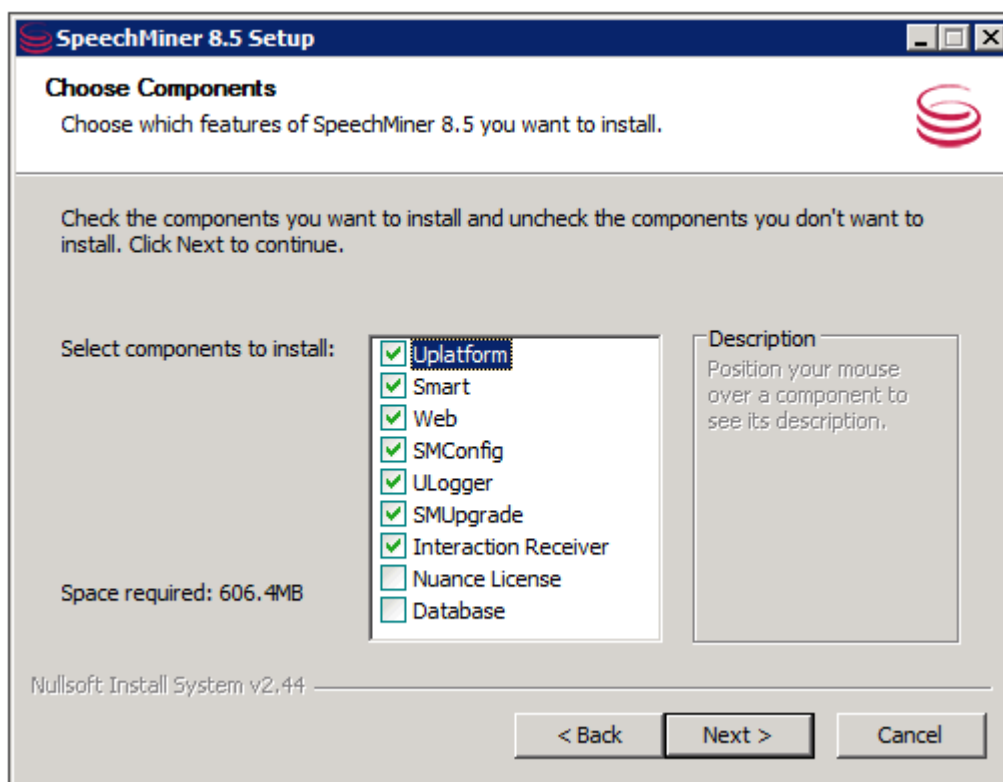 SpeechMiner 8.5 Setup
Choose Components
Choose which features of SpeechMiner 8.5 you want to install.
Check the components you want to install and uncheck the components you don't want to
install. Click Next to continue.
Select components to install:
Uplatform
Smart
Web
SMConfig
ULogger
SMUpgrade
Interaction Receiver
Nuance License
Database
Description
Position your mouse
over a component to
see its description.
Space required: 606.4MB
Nullsoft Install System v2.44
< Back
Next >
Cancel